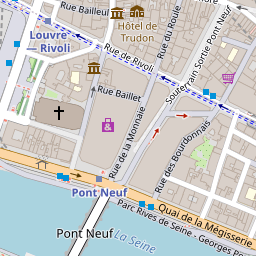 Rue Bailleul
Hôtel de
Trudon
Rue du Roule
Louvre
— Rivoli
Rue de Rivoli
Souterrain Sortie Pont Neuf
Rue Baillet
Rue de la Monnaie
Rue des Bourdonnais
Pont Neuf
Quai de la Mégisserie
Parc Rives de Seine - Georges Po
Pont Neuf
La Seine